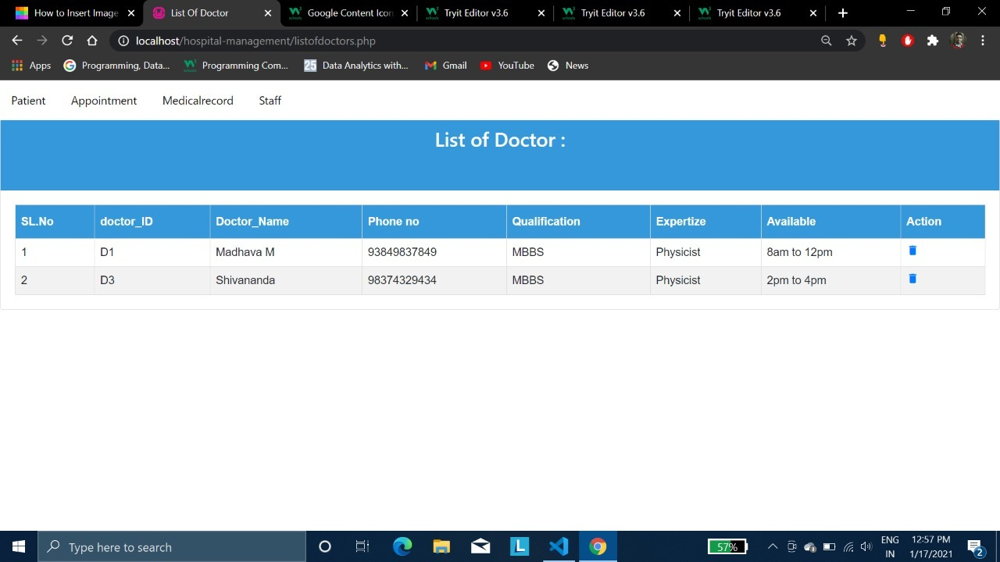 How to Insert Image
List Of Doctor
Google Content Icon
Tryit Editor v3.6
Tryit Editor v3.6
Tryit Editor v3.6
localhost/hospital-management/listofdoctors.php
Apps
Programming, Data...
Programming Com...
25
Data Analytics with...
Gmail
YouTube
News
Patient
Appointment
Medicalrecord
Staff
List of Doctor :
SL.No doctor_ID Doctor_Name Phone no Qualification Expertize Available Action
1 D1 Madhava M 93849837849 MBBS Physicist 8am to 12pm
2 D3 Shivananda 98374329434 MBBS Physicist 2pm to 4pm
Type here to search
L
57%
ENG
IN
12:57 PM
1/17/2021
2